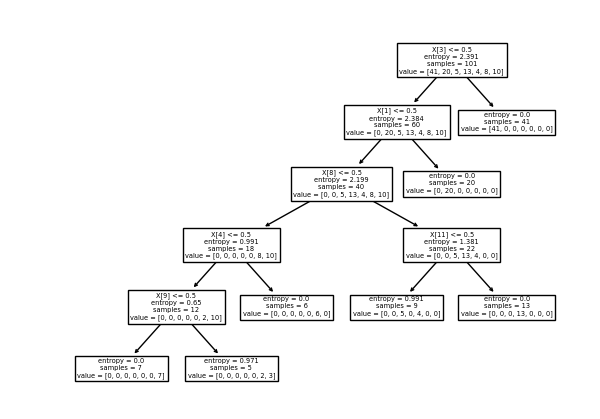 X[3] <= 0.5
entropy = 2.391
samples = 101
value = [41, 20, 5, 13, 4, 8, 10]
X[1] <= 0.5
entropy = 2.384
samples = 60
value = [0, 20, 5, 13, 4, 8, 10]
entropy = 0.0
samples = 41
value = [41, 0, 0, 0, 0, 0, 0]
X[8] <= 0.5
entropy = 2.199
samples = 40
value = [0, 0, 5, 13, 4, 8, 10]
entropy = 0.0
samples = 20
value = [0, 20, 0, 0, 0, 0, 0]
X[4] <= 0.5
entropy = 0.991
samples = 18
value = [0, 0, 0, 0, 0, 8, 10]
X[11] <= 0.5
entropy = 1.381
samples = 22
value = [0, 0, 5, 13, 4, 0, 0]
X[9] <= 0.5
entropy = 0.65
samples = 12
value = [0, 0, 0, 0, 0, 2, 10]
entropy = 0.0
samples = 6
value = [0, 0, 0, 0, 0, 6, 0]
entropy = 0.991
samples = 9
value = [0, 0, 5, 0, 4, 0, 0]
entropy = 0.0
samples = 13
value = [0, 0, 0, 13, 0, 0, 0]
entropy = 0.0
samples = 7
value = [0, 0, 0, 0, 0, 0, 7]
entropy = 0.971
samples = 5
value = [0, 0, 0, 0, 0, 2, 3]